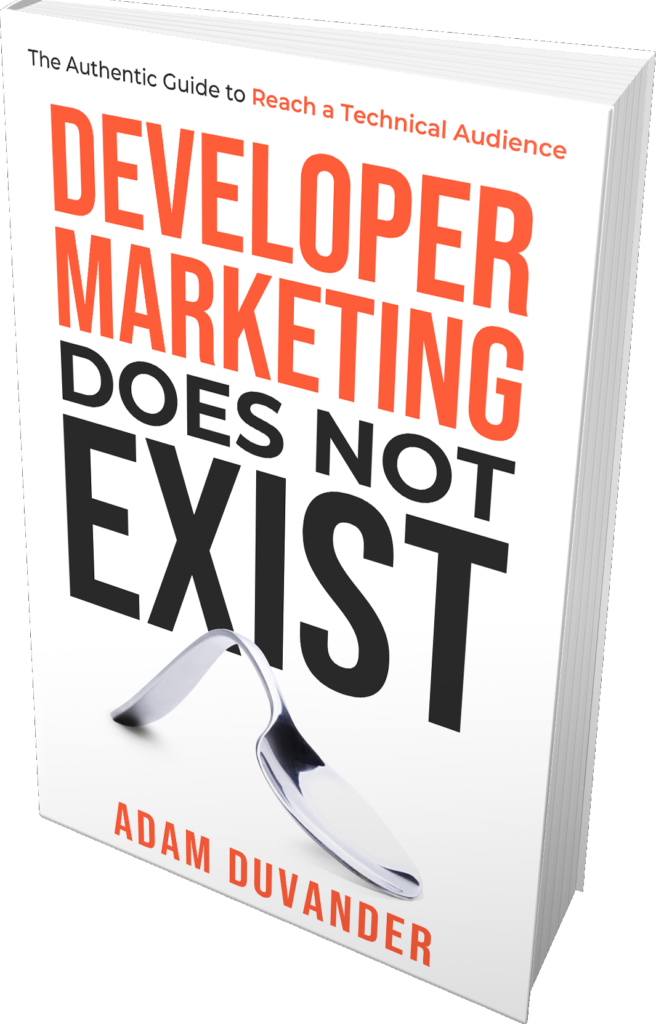 The Authentic Guide to Reach a Technical Audience
DEVELOPER
MARKETING
DOES NOT
EXIST
ADAM DUVANDER